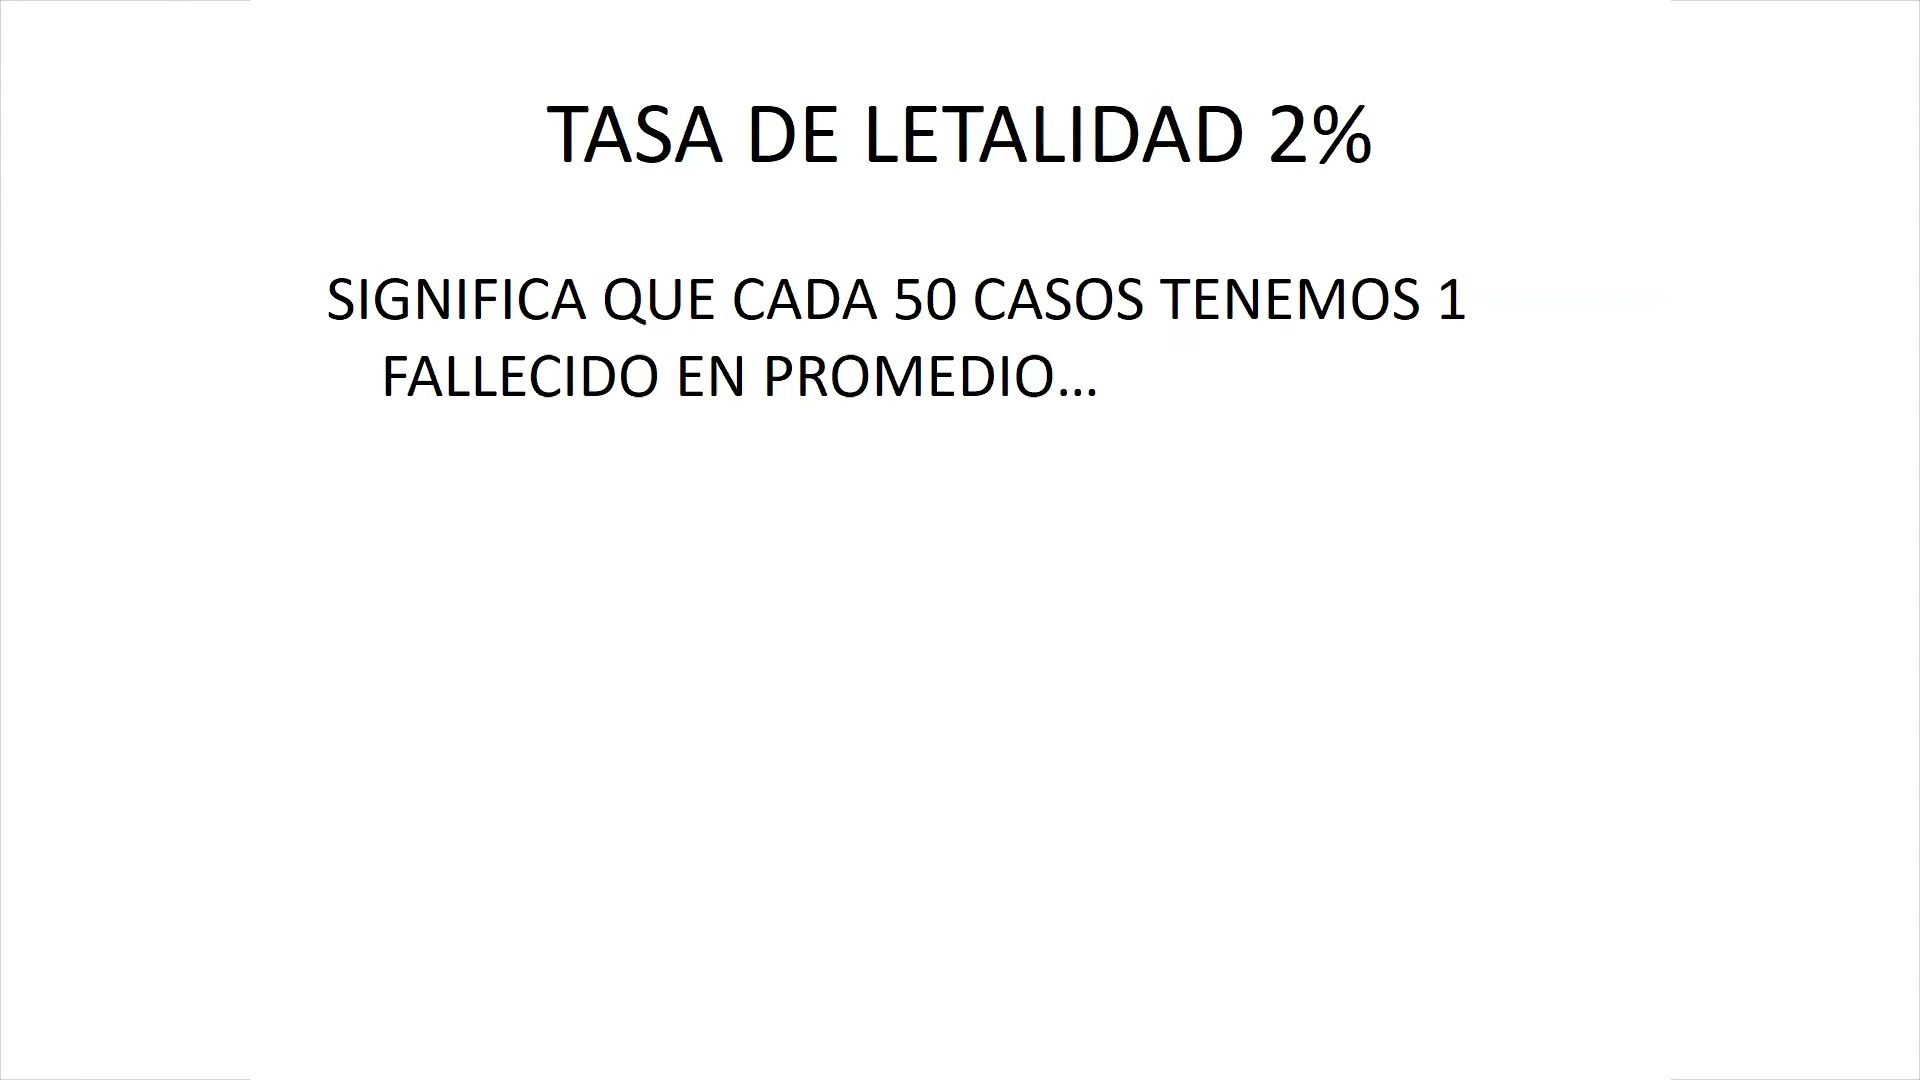 TASA DE LETALIDAD 2%
SIGNIFICA QUE CADA 50 CASOS TENEMOS 1
FALLECIDO EN PROMEDIO...